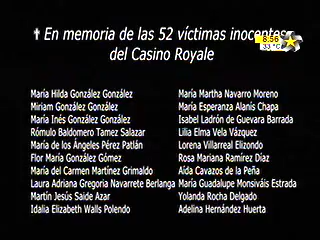 ✝ En memoria de las 52 víctimas inocentes
del Casino Royale
8:56
33°C
María Hilda González González
Miriam González González
María Inés González González
Rómulo Baldomero Tamez Salazar
María de los Ángeles Pérez Patlán
Flor María González Gómez
María del Carmen Martínez Grimaldo
Laura Adriana Gregoria Navarrete Berlanga
Martín Jesús Saide Azar
Idalia Elizabeth Walls Polendo
María Martha Navarro Moreno
María Esperanza Alanís Chapa
Isabel Ladrón de Guevara Barrada
Lilia Elma Vela Vázquez
Lorena Villarreal Elizondo
Rosa Mariana Ramírez Díaz
Aída Cavazos de la Peña
María Guadalupe Monsiváis Estrada
Yolanda Rocha Delgado
Adelina Hernández Huerta